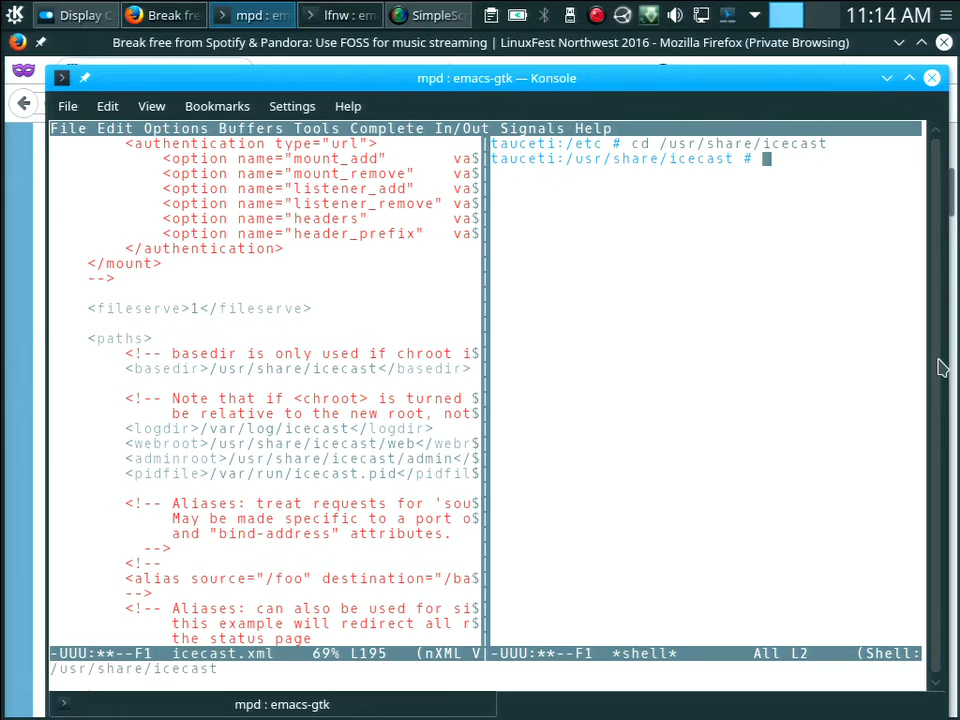 Display C
Break fre
mpd : em
lfnw : em
SimpleSc
11:14 AM
Break free from Spotify & Pandora: Use FOSS for music streaming | LinuxFest Northwest 2016 - Mozilla Firefox (Private Browsing)
mpd : emacs-gtk — Konsole
File Edit View Bookmarks Settings Help
File Edit Options Buffers Tools Complete In/Out Signals Help
<authentication type="url">
<option name="mount_add" va$
<option name="mount_remove" va$
<option name="listener_add" va$
<option name="listener_remove" va$
<option name="headers" va$
<option name="header_prefix" va$
</authentication>
</mount>
-->
<fileserve>1</fileserve>
<paths>
<!-- basedir is only used if chroot i$
<basedir>/usr/share/icecast</basedir>
<!-- Note that if <chroot> is turned $
be relative to the new root, not$
<logdir>/var/log/icecast</logdir>
<webroot>/usr/share/icecast/web</webr$
<adminroot>/usr/share/icecast/admin</$
<pidfile>/var/run/icecast.pid</pidfil$
<!-- Aliases: treat requests for 'sou$
May be made specific to a port o$
and "bind-address" attributes.
-->
<!--
<alias source="/foo" destination="/ba$
-->
<!-- Aliases: can also be used for si$
this example will redirect all r$
the status page
tauceti:/etc # cd /usr/share/icecast
tauceti:/usr/share/icecast #
-UUU:**--F1 icecast.xml 69% L195 (nXML V
-UUU:**--F1 *shell* All L2 (Shell:
/usr/share/icecast
mpd : emacs-gtk